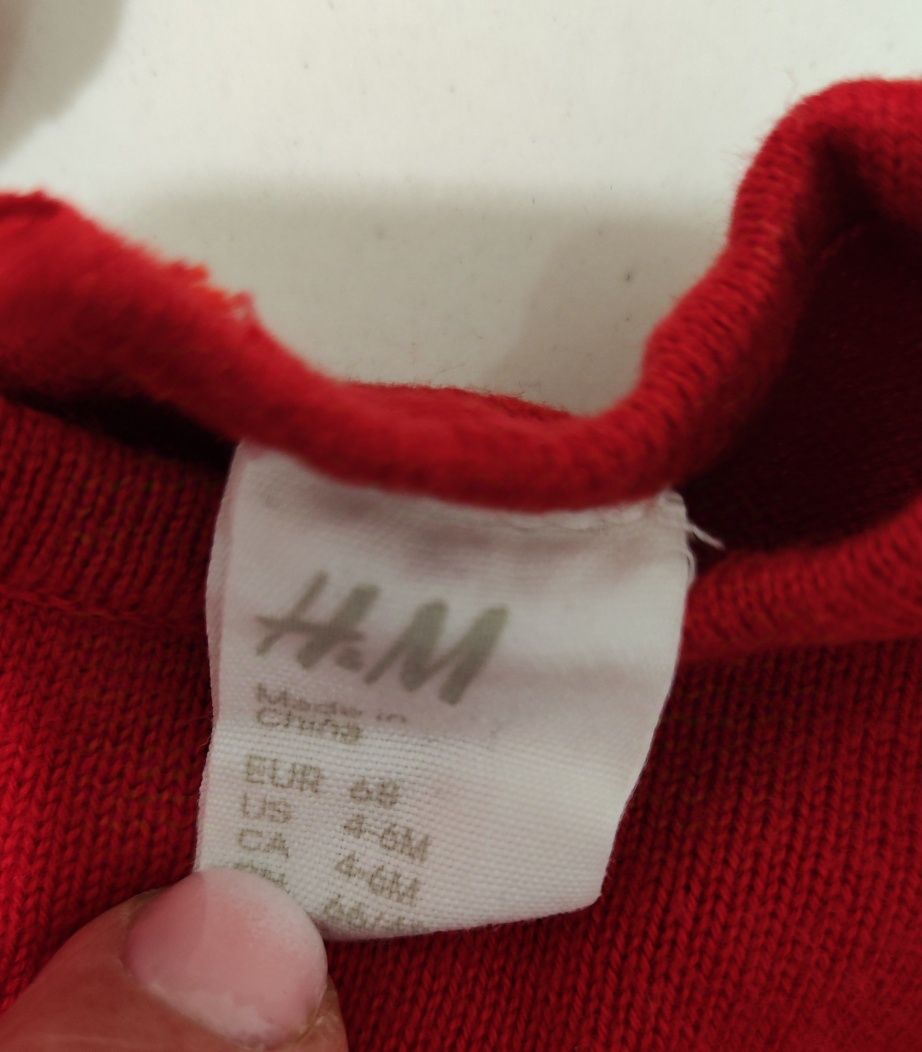 H&M
Made in
China
EUR 68
US 4-6M
CA 4-6M